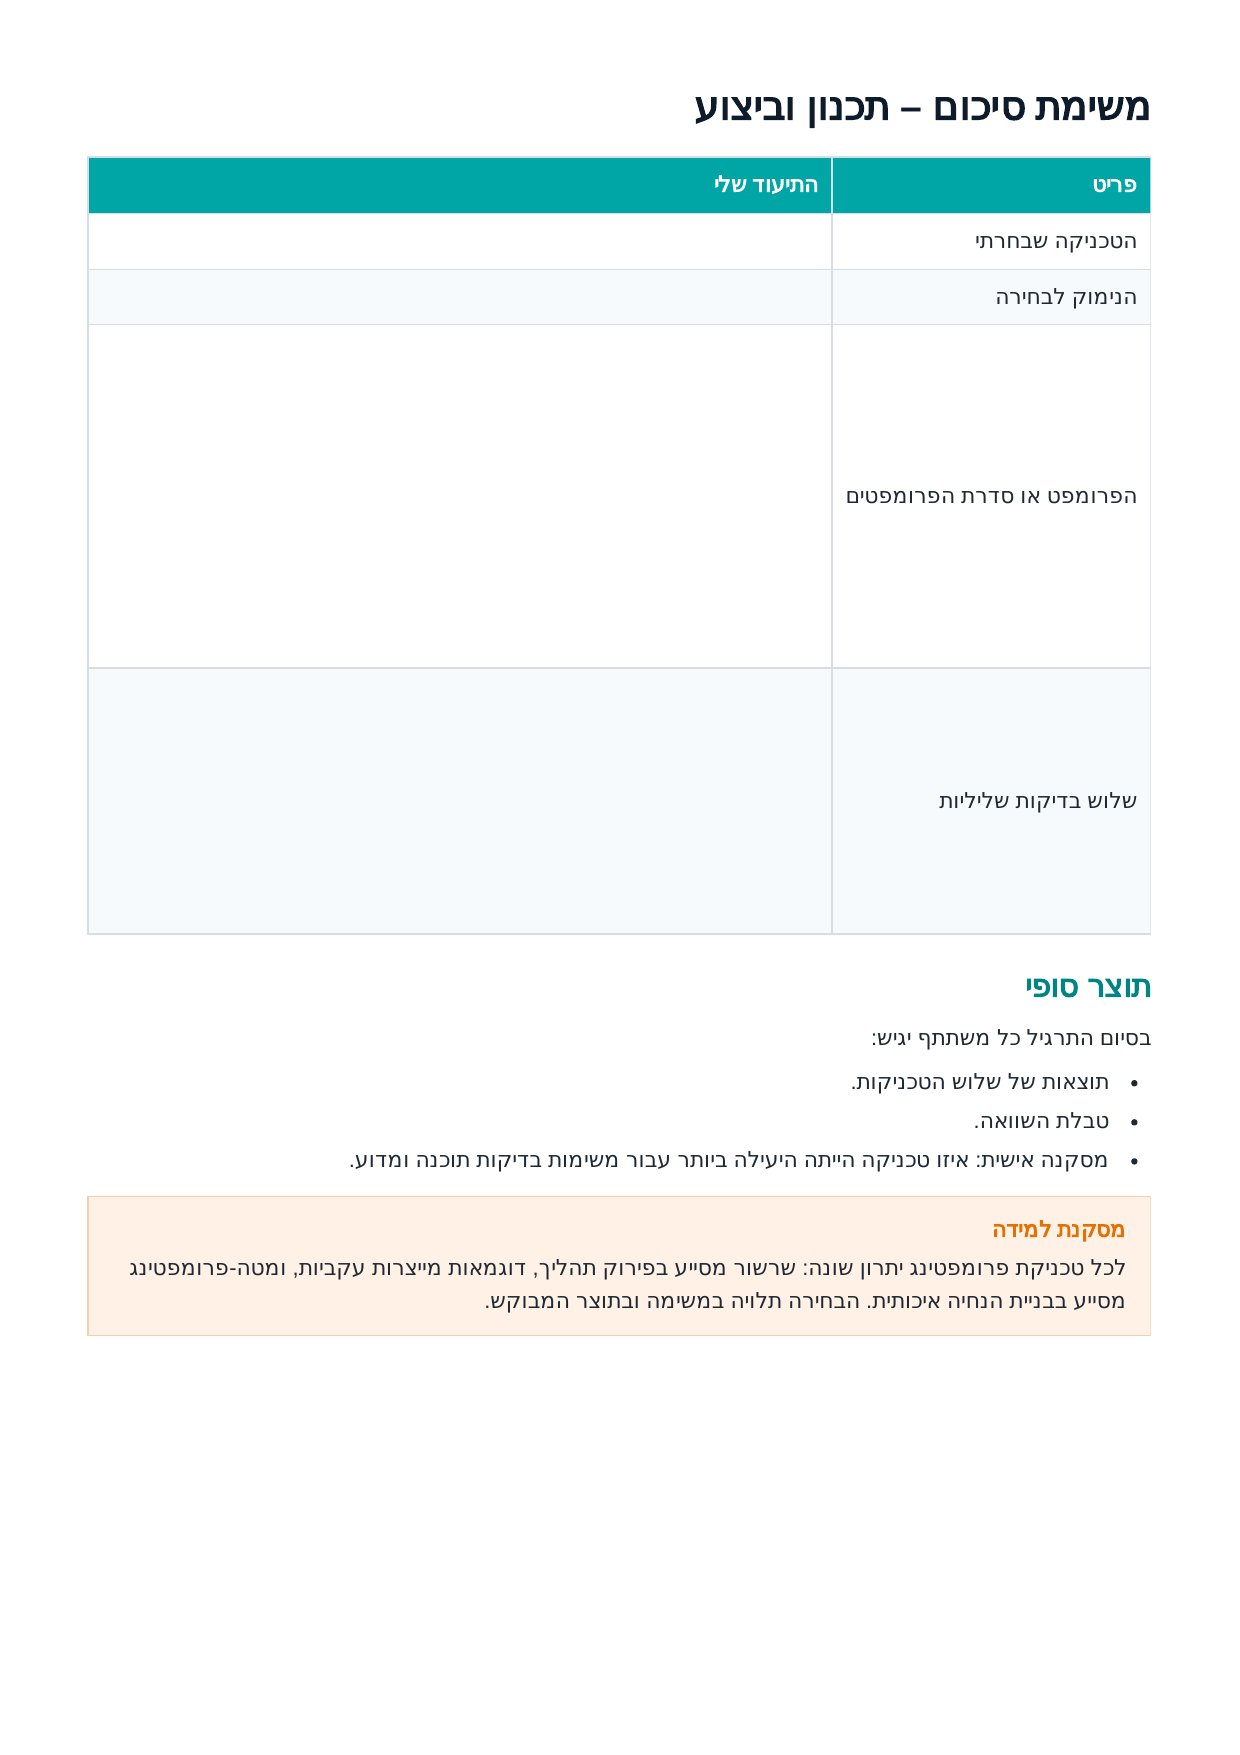 משימת סיכום – תכנון וביצוע
פריט התיעוד שלי
הטכניקה שבחרתי
הנימוק לבחירה
הפרומפט או סדרת הפרומפטים
שלוש בדיקות שליליות
תוצר סופי
בסיום התרגיל כל משתתף יגיש:
• תוצאות של שלוש הטכניקות.
• טבלת השוואה.
• מסקנה אישית: איזו טכניקה הייתה היעילה ביותר עבור משימות בדיקות תוכנה ומדוע.
מסקנת למידה
לכל טכניקת פרומפטינג יתרון שונה: שרשור מסייע בפירוק תהליך, דוגמאות מייצרות עקביות, ומטה-פרומפטינג
מסייע בבניית הנחיה איכותית. הבחירה תלויה במשימה ובתוצר המבוקש.